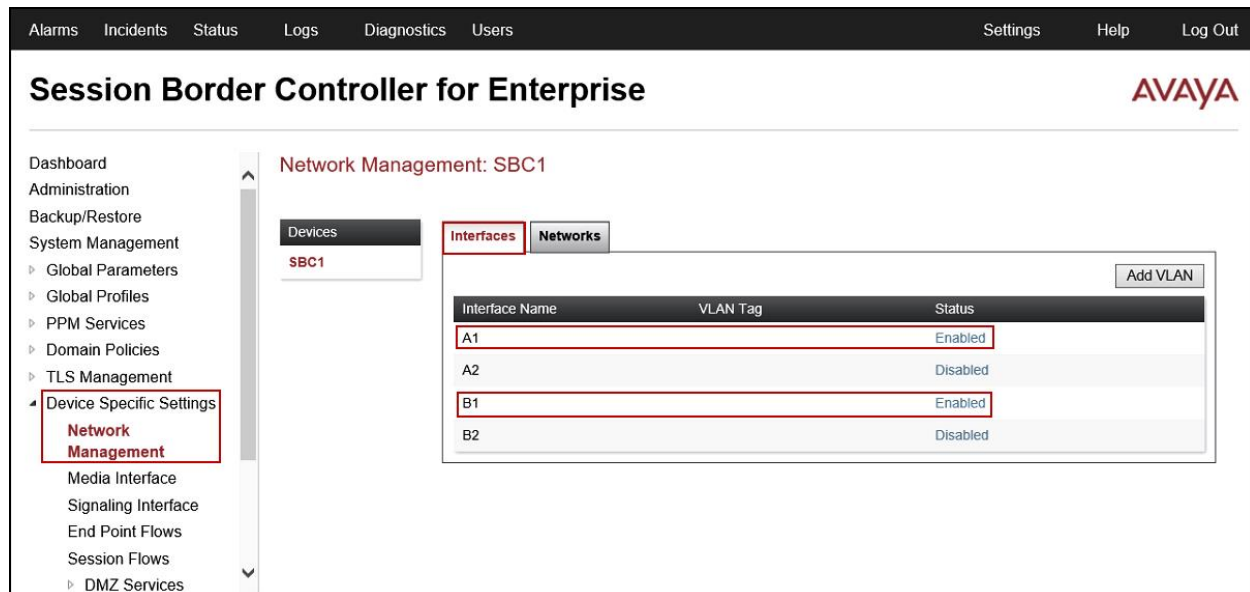 Alarms Incidents Status Logs Diagnostics Users Settings Help Log Out
Session Border Controller for Enterprise
AVAYA
Dashboard
Administration
Backup/Restore
System Management
Global Parameters
Global Profiles
PPM Services
Domain Policies
TLS Management
Device Specific Settings
Network
Management
Media Interface
Signaling Interface
End Point Flows
Session Flows
DMZ Services
Network Management: SBC1
Devices
SBC1
Interfaces Networks
Add VLAN
Interface Name VLAN Tag Status
A1 Enabled
A2 Disabled
B1 Enabled
B2 Disabled